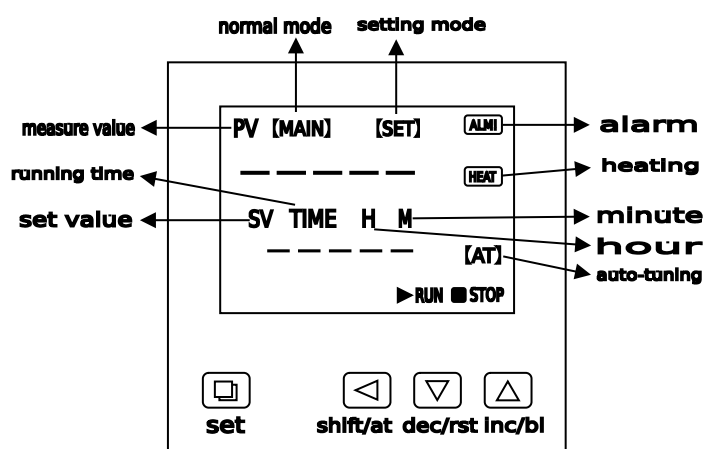 normal mode setting mode
measure value PV 【MAIN】 【SET】 ALM1 alarm
running time HEAT heating
set value SV TIME H M minute
hour
【AT】 auto-tuning
▶RUN ■STOP
set shift/at dec/rst inc/bl